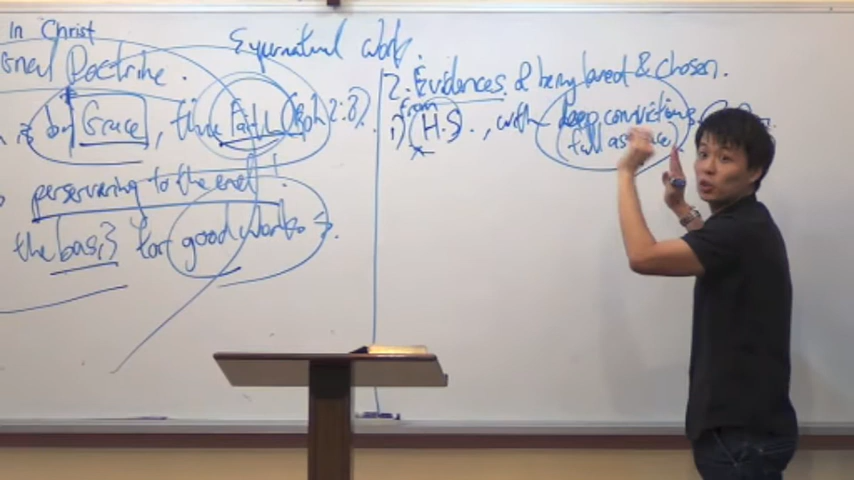 In Christ
Doctrine.
by Grace, thru Faith (Eph 2:8).
persevering to the end!
the basis for good works
Supernatural work.
2. Evidences of being loved & chosen.
from
1) H.S., with deep convictions
(full